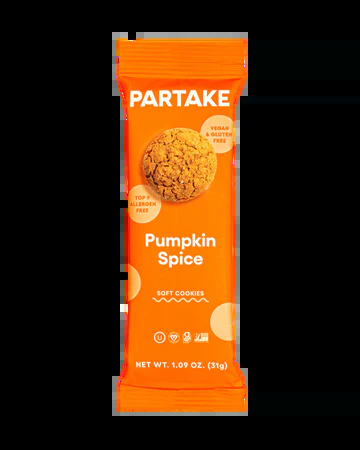 PARTAKE
VEGAN
& GLUTEN
FREE
TOP 9
ALLERGEN
FREE
Pumpkin
Spice
SOFT COOKIES
NET WT. 1.09 OZ. (31g)